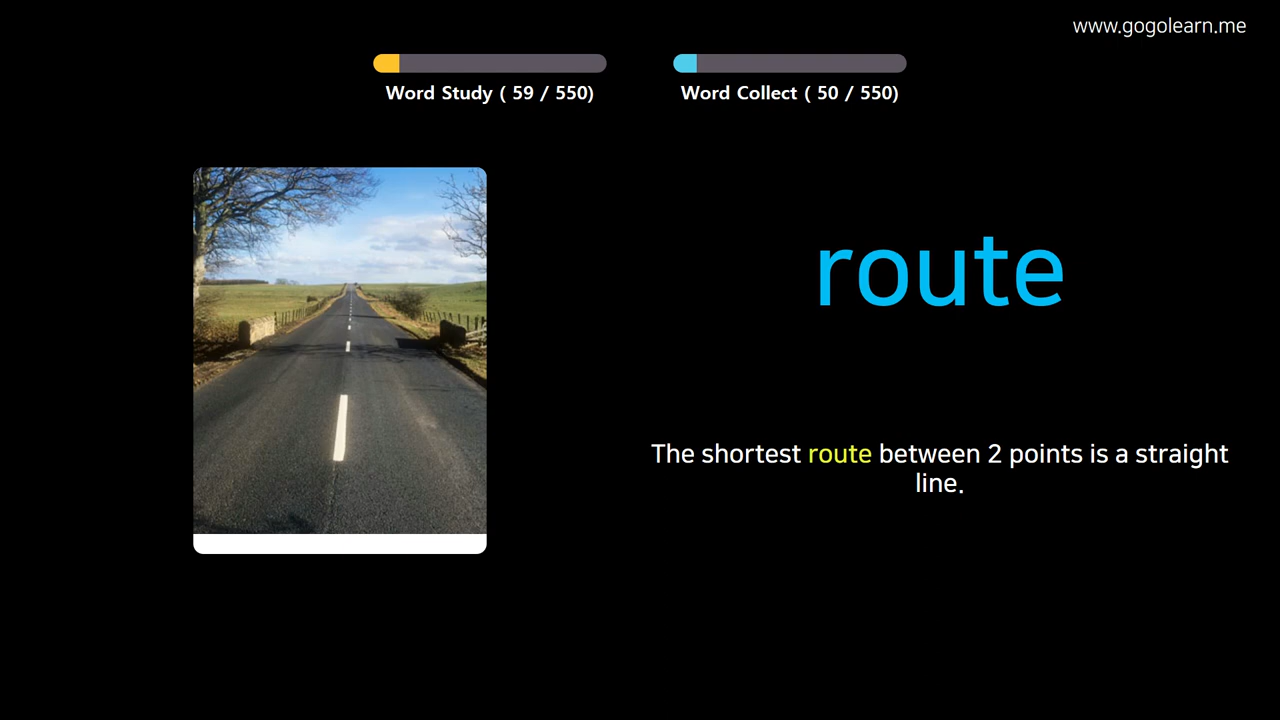 www.gogolearn.me
Word Study ( 59 / 550)
Word Collect ( 50 / 550)
route
The shortest route between 2 points is a straight
line.